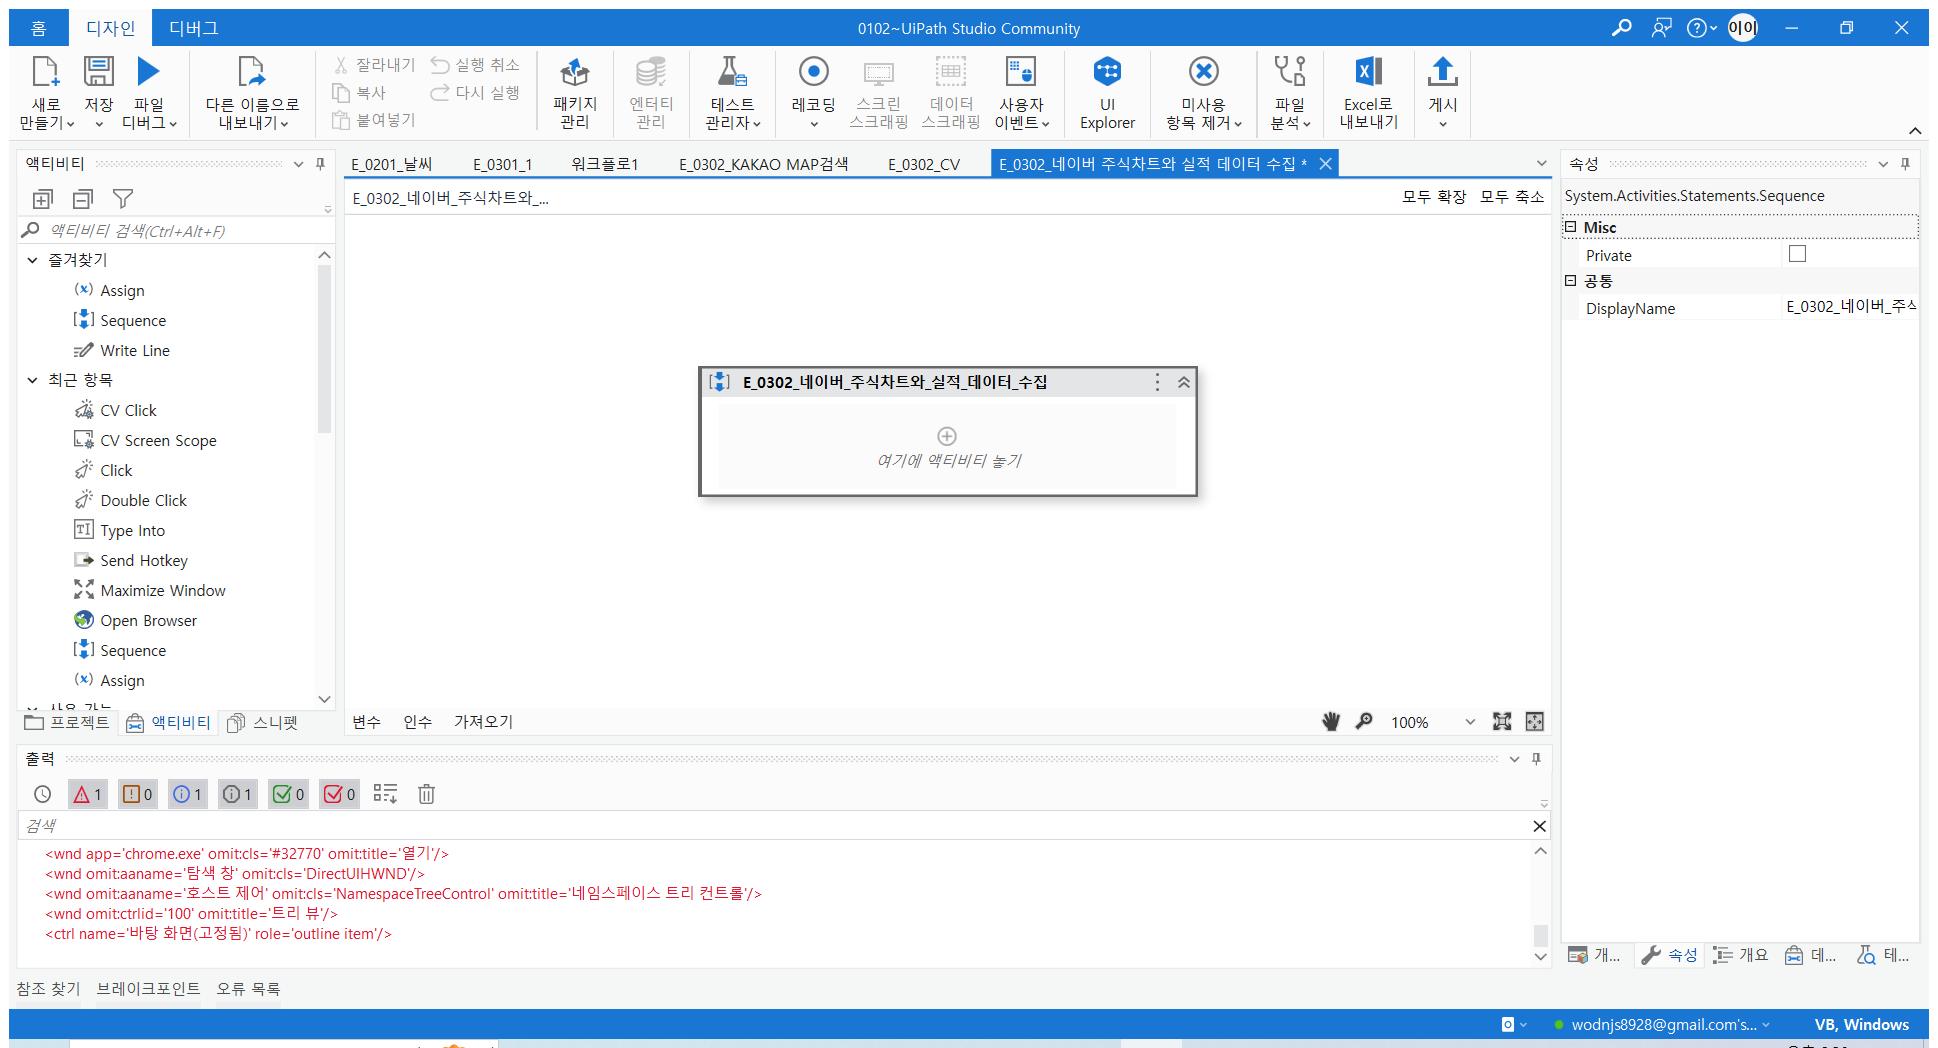 홈 디자인 디버그 0102~UiPath Studio Community 이이
새로 만들기
저장
파일 디버그
다른 이름으로 내보내기
잘라내기
복사
붙여넣기
실행 취소
다시 실행
패키지 관리
엔터티 관리
테스트 관리자
레코딩
스크린 스크래핑
데이터 스크래핑
사용자 이벤트
UI Explorer
미사용 항목 제거
파일 분석
Excel로 내보내기
게시
액티비티
액티비티 검색(Ctrl+Alt+F)
즐겨찾기
Assign
Sequence
Write Line
최근 항목
CV Click
CV Screen Scope
Click
Double Click
Type Into
Send Hotkey
Maximize Window
Open Browser
Sequence
Assign
사용 가능
프로젝트 액티비티 스니펫
E_0201_날씨 E_0301_1 워크플로1 E_0302_KAKAO MAP검색 E_0302_CV E_0302_네이버 주식차트와 실적 데이터 수집 *
E_0302_네이버_주식차트와_... 모두 확장 모두 축소
E_0302_네이버_주식차트와_실적_데이터_수집
여기에 액티비티 놓기
변수 인수 가져오기 100%
속성
System.Activities.Statements.Sequence
Misc
Private
공통
DisplayName E_0302_네이버_주식
개... 속성 개요 데... 테...
출력
1 0 1 1 0 0
검색
<wnd app='chrome.exe' omit:cls='#32770' omit:title='열기'/>
<wnd omit:aaname='탐색 창' omit:cls='DirectUIHWND'/>
<wnd omit:aaname='호스트 제어' omit:cls='NamespaceTreeControl' omit:title='네임스페이스 트리 컨트롤'/>
<wnd omit:ctrlid='100' omit:title='트리 뷰'/>
<ctrl name='바탕 화면(고정됨)' role='outline item'/>
참조 찾기 브레이크포인트 오류 목록
wodnjs8928@gmail.com's... VB, Windows